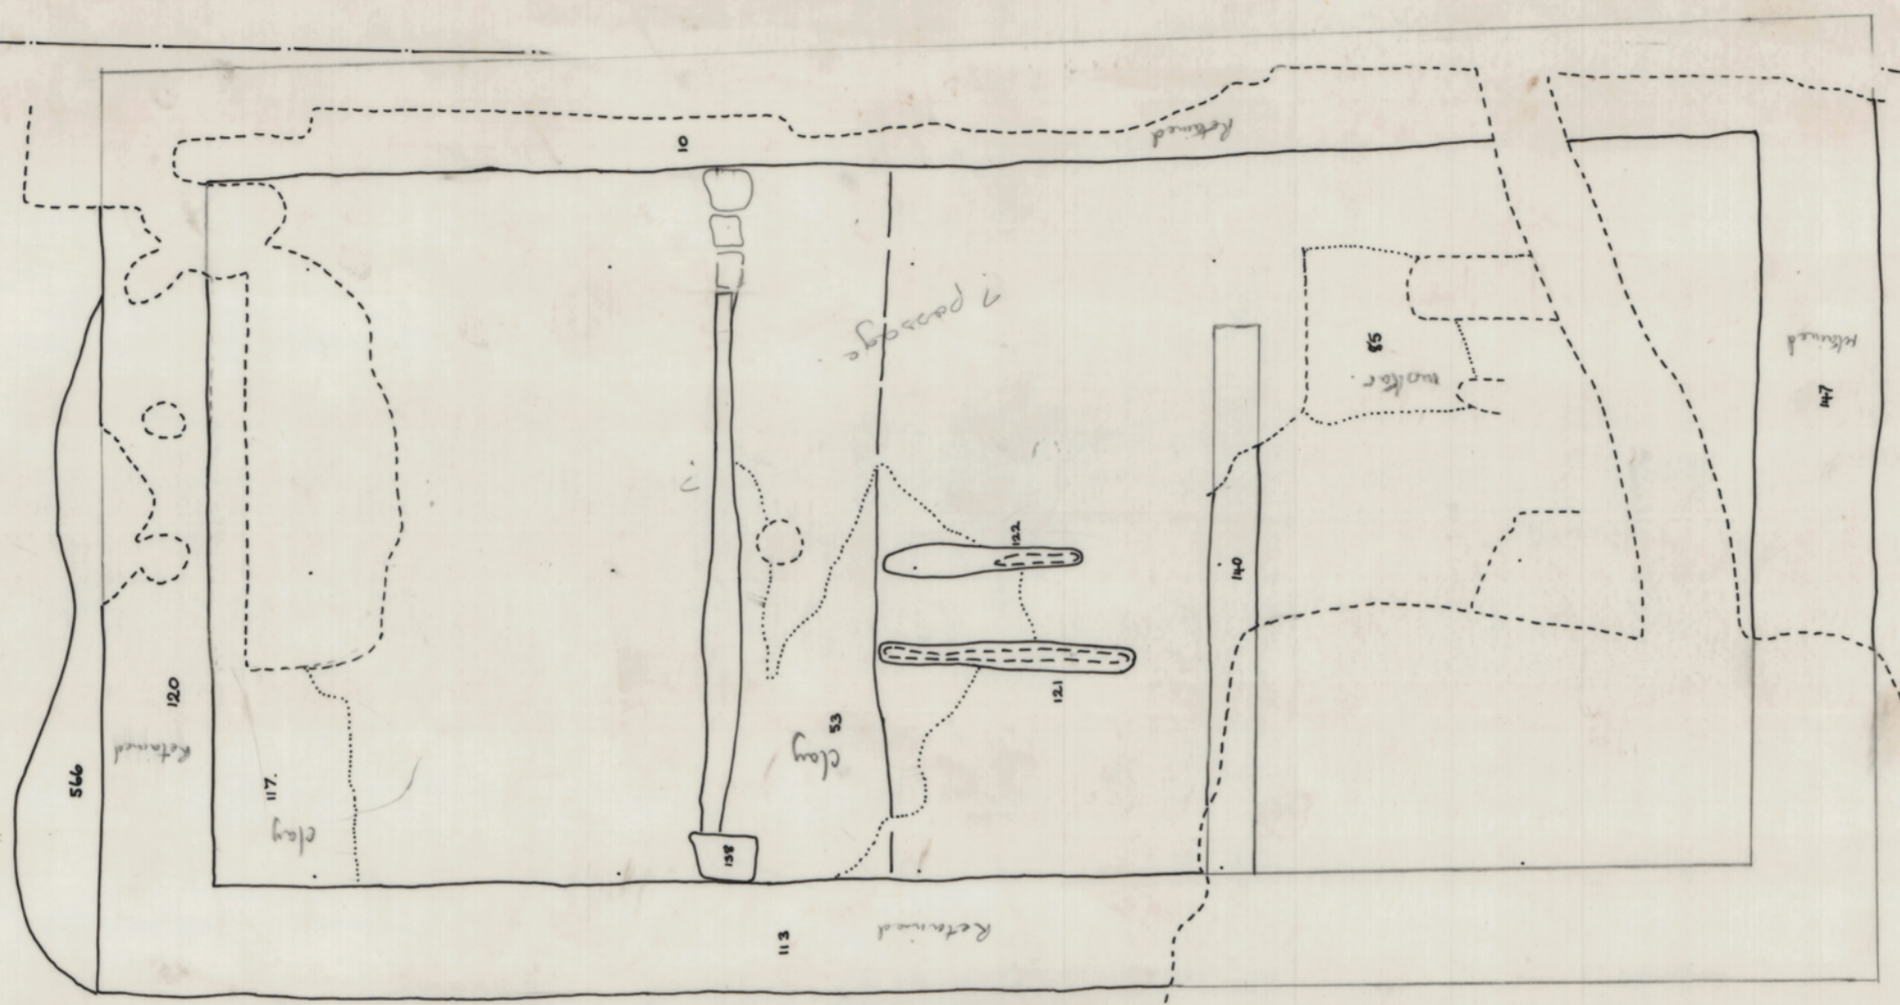 10
Retained
? passage
85
mortar.
Retained
147
?
122
140
121
120
Retained
53
clay
566
117.
clay
138
113
Retained